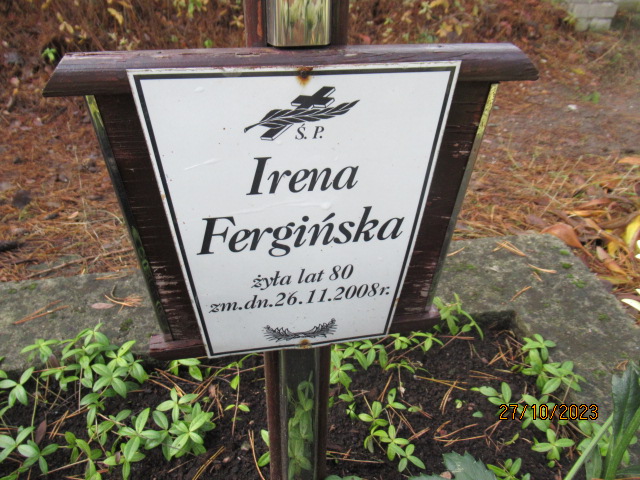 Ś. P.
Irena
Fergińska
żyła lat 80
zm.dn.26.11.2008r.
27/10/2023